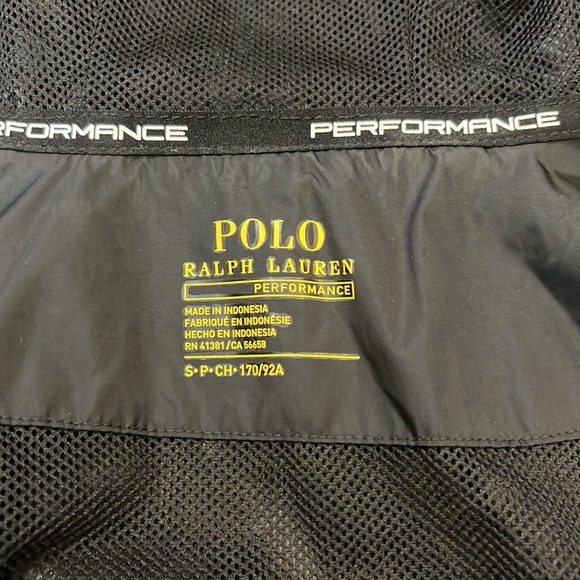 RFORMANCE PERFORMANCE
POLO
RALPH LAUREN
PERFORMANCE
MADE IN INDONESIA
FABRIQUÉ EN INDONÉSIE
HECHO EN INDONESIA
RN 41381/CA 56658
S•P•CH•170/92A